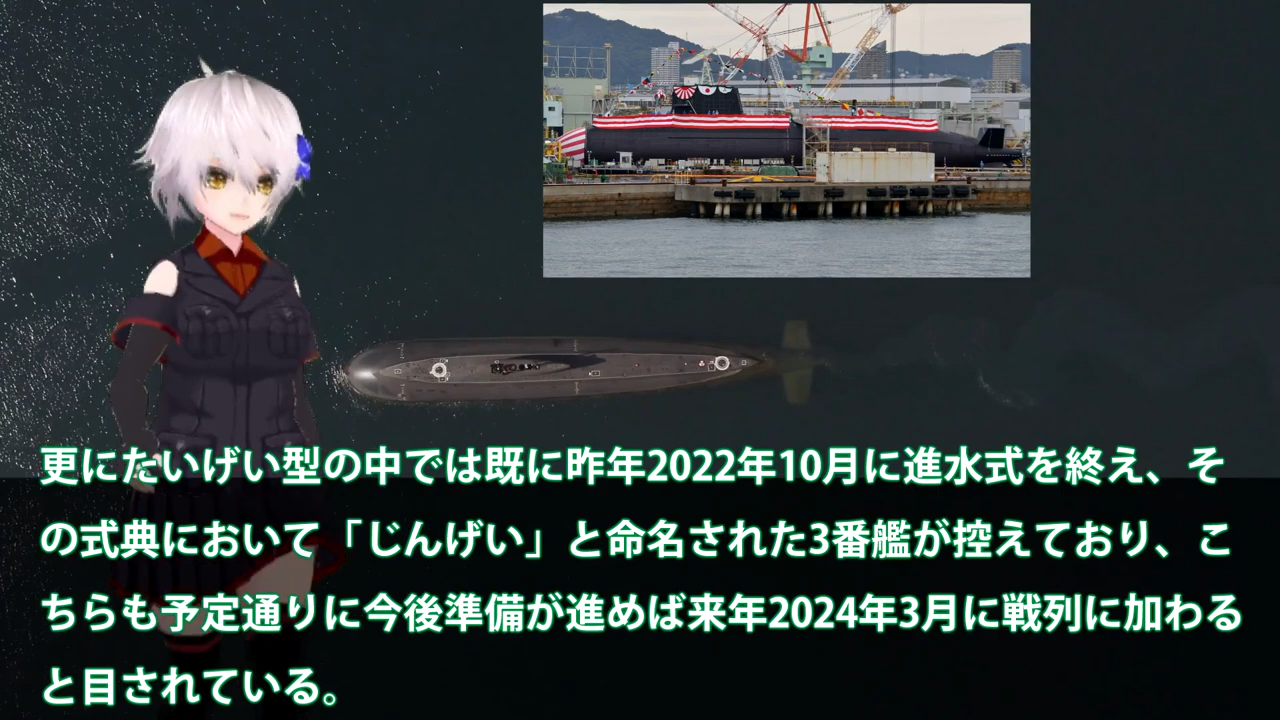 更にたいげい型の中では既に昨年2022年10月に進水式を終え、そ
の式典において「じんげい」と命名された3番艦が控えており、こ
ちらも予定通りに今後準備が進めば来年2024年3月に戦列に加わる
と目されている。